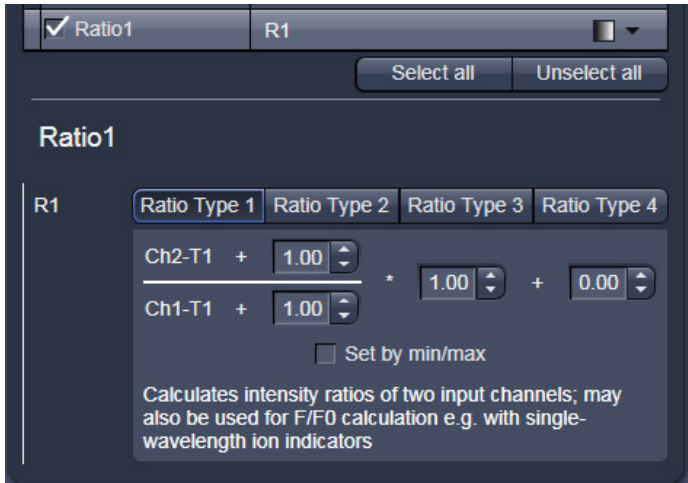 Ratio1 R1
Select all Unselect all
Ratio1
R1 Ratio Type 1 Ratio Type 2 Ratio Type 3 Ratio Type 4
Ch2-T1 + 1.00
* 1.00 + 0.00
Ch1-T1 + 1.00
Set by min/max
Calculates intensity ratios of two input channels; may
also be used for F/F0 calculation e.g. with single-
wavelength ion indicators